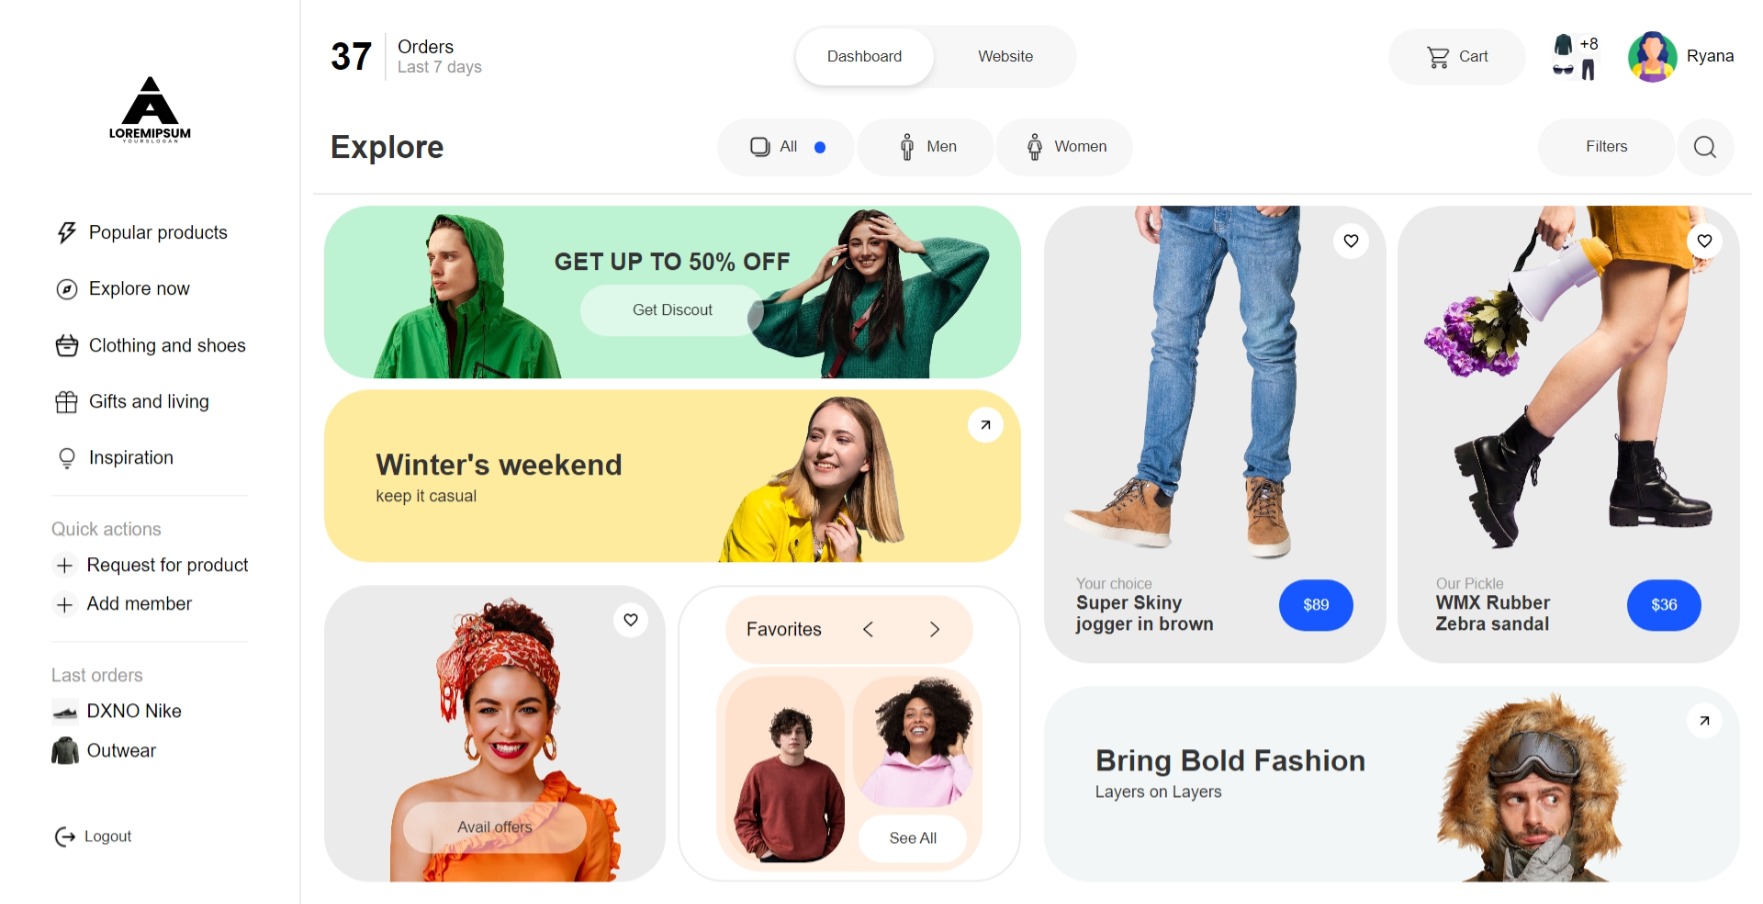 LOREMIPSUM
YOURSLOGAN
Popular products
Explore now
Clothing and shoes
Gifts and living
Inspiration
Quick actions
Request for product
Add member
Last orders
DXNO Nike
Outwear
Logout
37
Orders
Last 7 days
Dashboard
Website
Cart
+8
Ryana
Explore
All
Men
Women
Filters
GET UP TO 50% OFF
Get Discout
Winter's weekend
keep it casual
Avail offers
Favorites
See All
Your choice
Super Skiny
jogger in brown
$89
Our Pickle
WMX Rubber
Zebra sandal
$36
Bring Bold Fashion
Layers on Layers